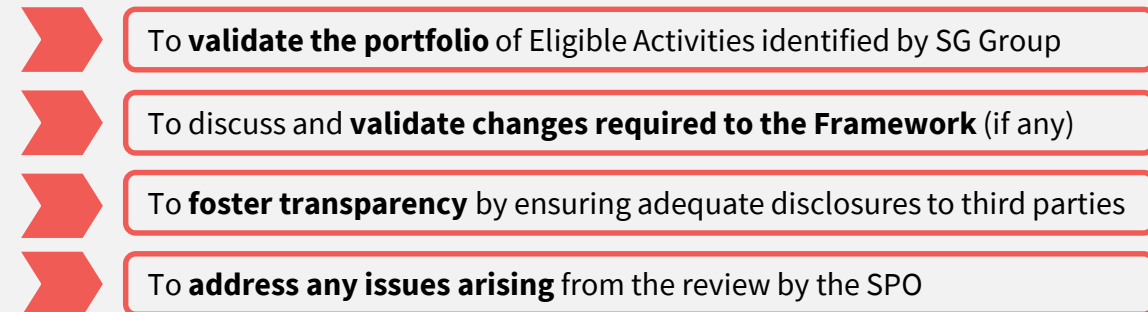 To validate the portfolio of Eligible Activities identified by SG Group
To discuss and validate changes required to the Framework (if any)
To foster transparency by ensuring adequate disclosures to third parties
To address any issues arising from the review by the SPO